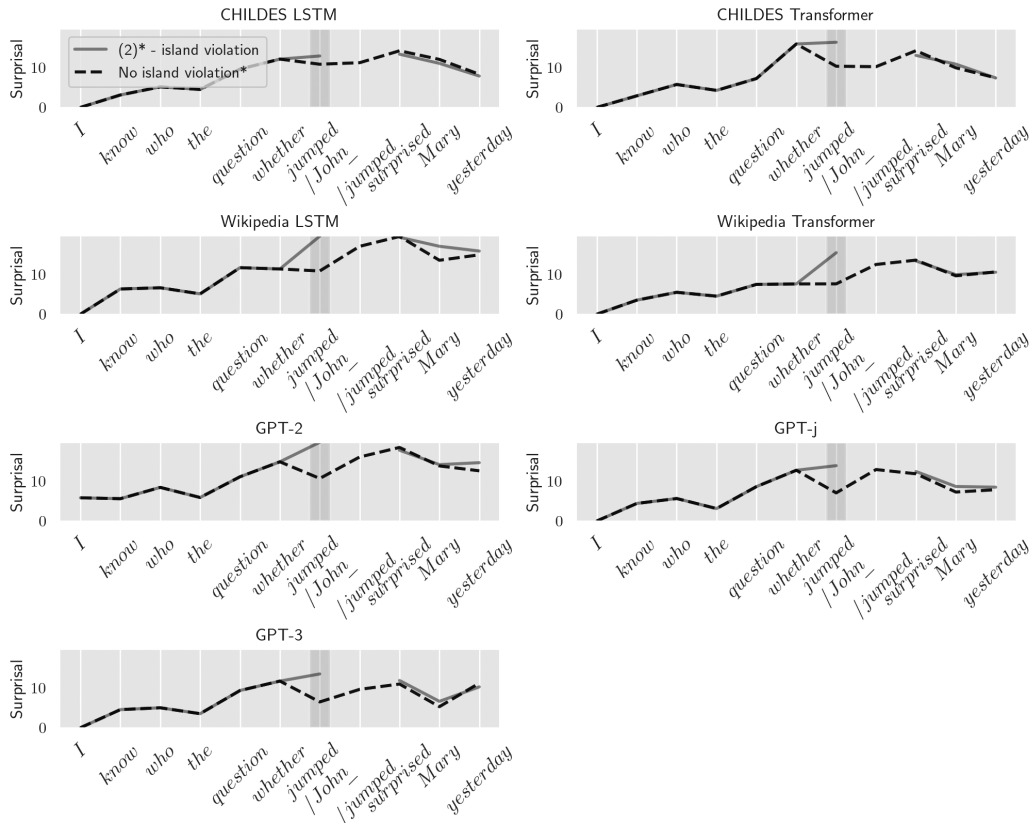 CHILDES LSTM
Surprisal
10
0
(2)* - island violation
No island violation*
I
know
who
the
question
whether
jumped
|John_
|jumped
surprised
Mary
yesterday
CHILDES Transformer
Surprisal
10
0
I
know
who
the
question
whether
jumped
|John_
|jumped
surprised
Mary
yesterday
Wikipedia LSTM
Surprisal
10
0
I
know
who
the
question
whether
jumped
|John_
|jumped
surprised
Mary
yesterday
Wikipedia Transformer
Surprisal
10
0
I
know
who
the
question
whether
jumped
|John_
|jumped
surprised
Mary
yesterday
GPT-2
Surprisal
10
0
I
know
who
the
question
whether
jumped
|John_
|jumped
surprised
Mary
yesterday
GPT-j
Surprisal
10
0
I
know
who
the
question
whether
jumped
|John_
|jumped
surprised
Mary
yesterday
GPT-3
Surprisal
10
0
I
know
who
the
question
whether
jumped
|John_
|jumped
surprised
Mary
yesterday